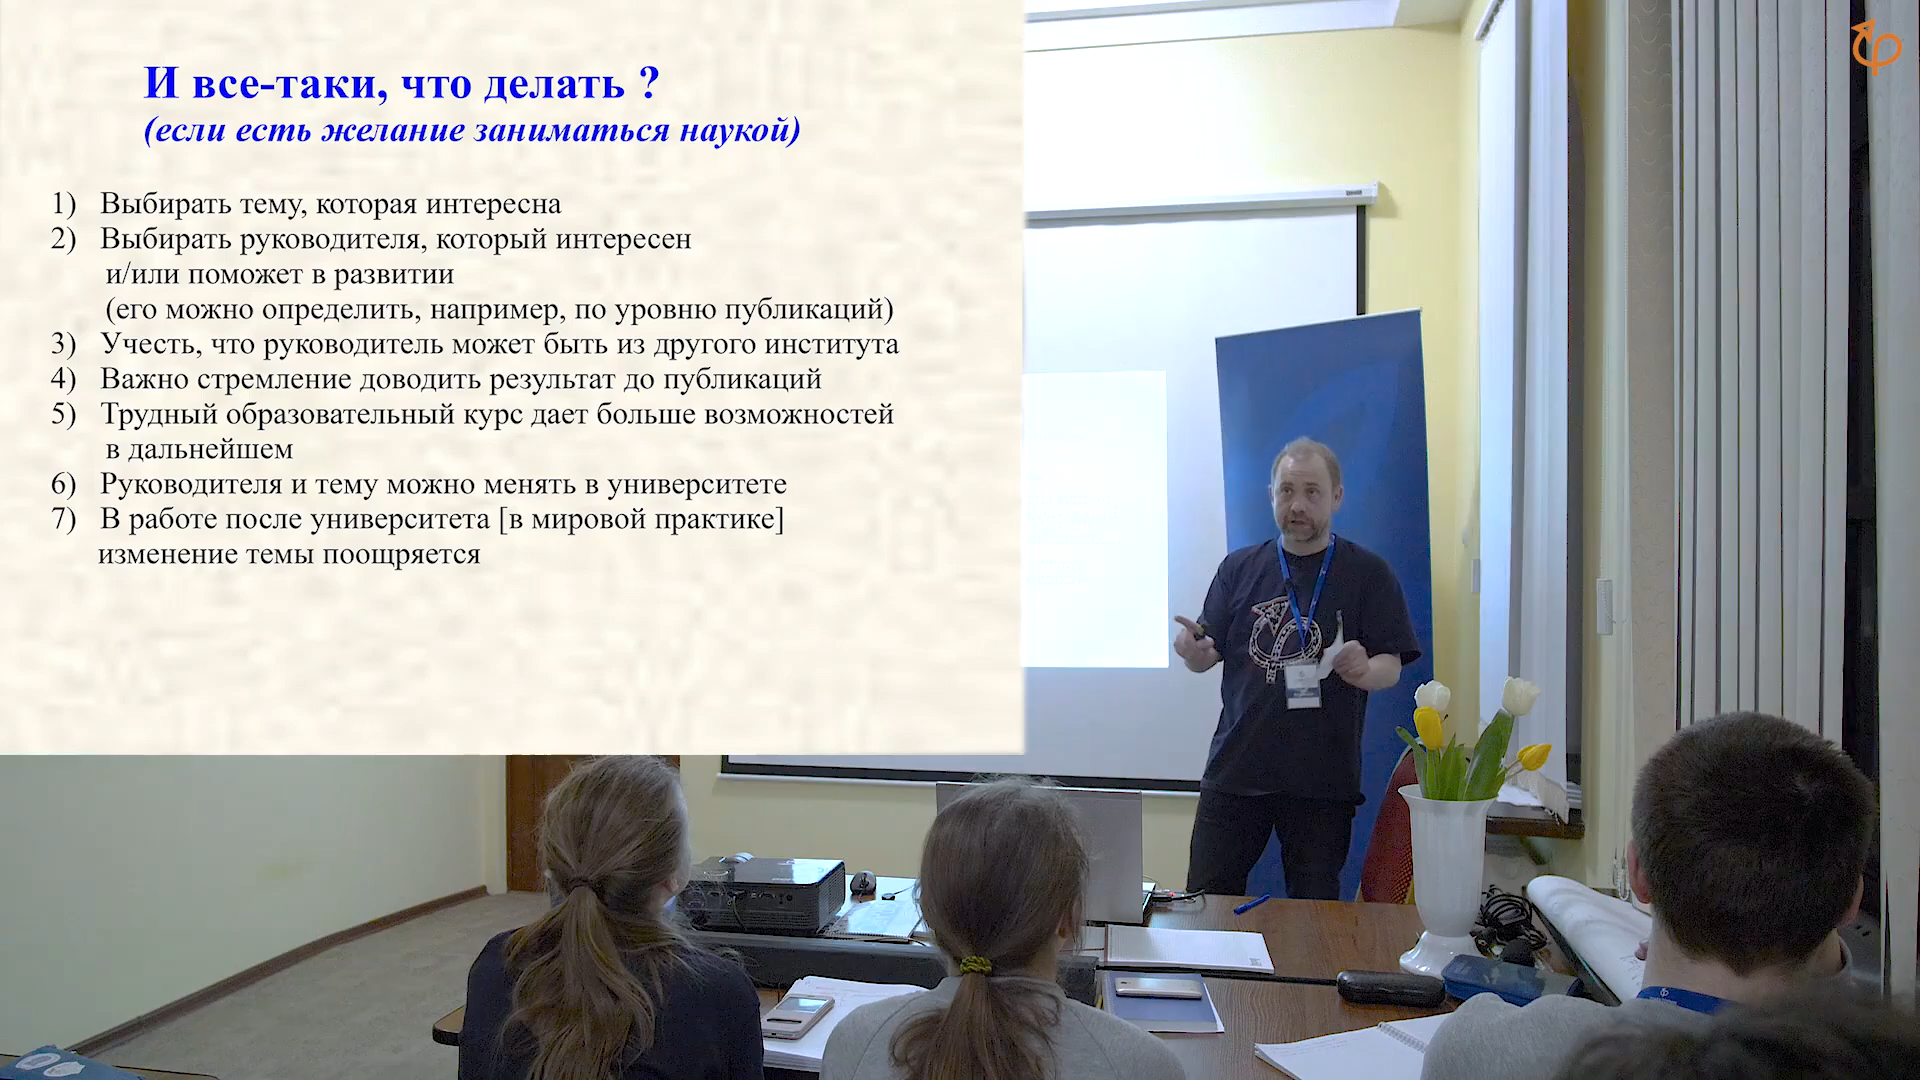 И все-таки, что делать ?
(если есть желание заниматься наукой)
1) Выбирать тему, которая интересна
2) Выбирать руководителя, который интересен
и/или поможет в развитии
(его можно определить, например, по уровню публикаций)
3) Учесть, что руководитель может быть из другого института
4) Важно стремление доводить результат до публикаций
5) Трудный образовательный курс дает больше возможностей
в дальнейшем
6) Руководителя и тему можно менять в университете
7) В работе после университета [в мировой практике]
изменение темы поощряется